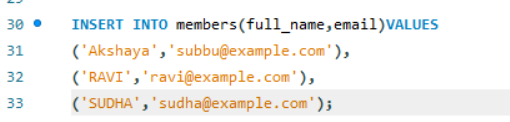 30 INSERT INTO members(full_name,email)VALUES
31 ('Akshaya','subbu@example.com'),
32 ('RAVI','ravi@example.com'),
33 ('SUDHA','sudha@example.com');